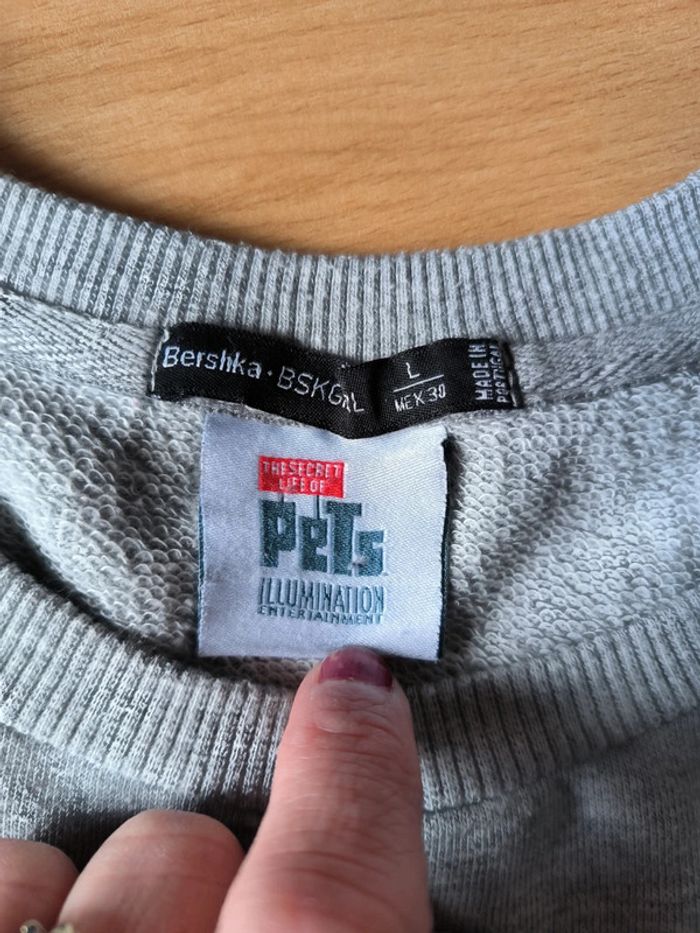 Bershka · BSKGRL
L
MEX 30
MADE IN
PORTUGAL
THE SECRET
LIFE OF
PeTs
ILLUMINATION
ENTERTAINMENT